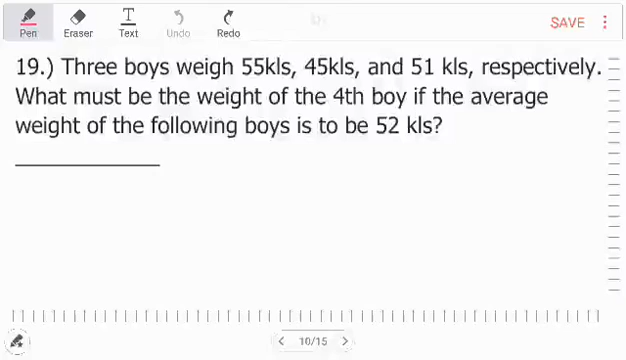 SAVE
Pen
Eraser
Text
Undo
Redo
19.) Three boys weigh 55kls, 45kls, and 51 kls, respectively.
What must be the weight of the 4th boy if the average
weight of the following boys is to be 52 kls?
10/15